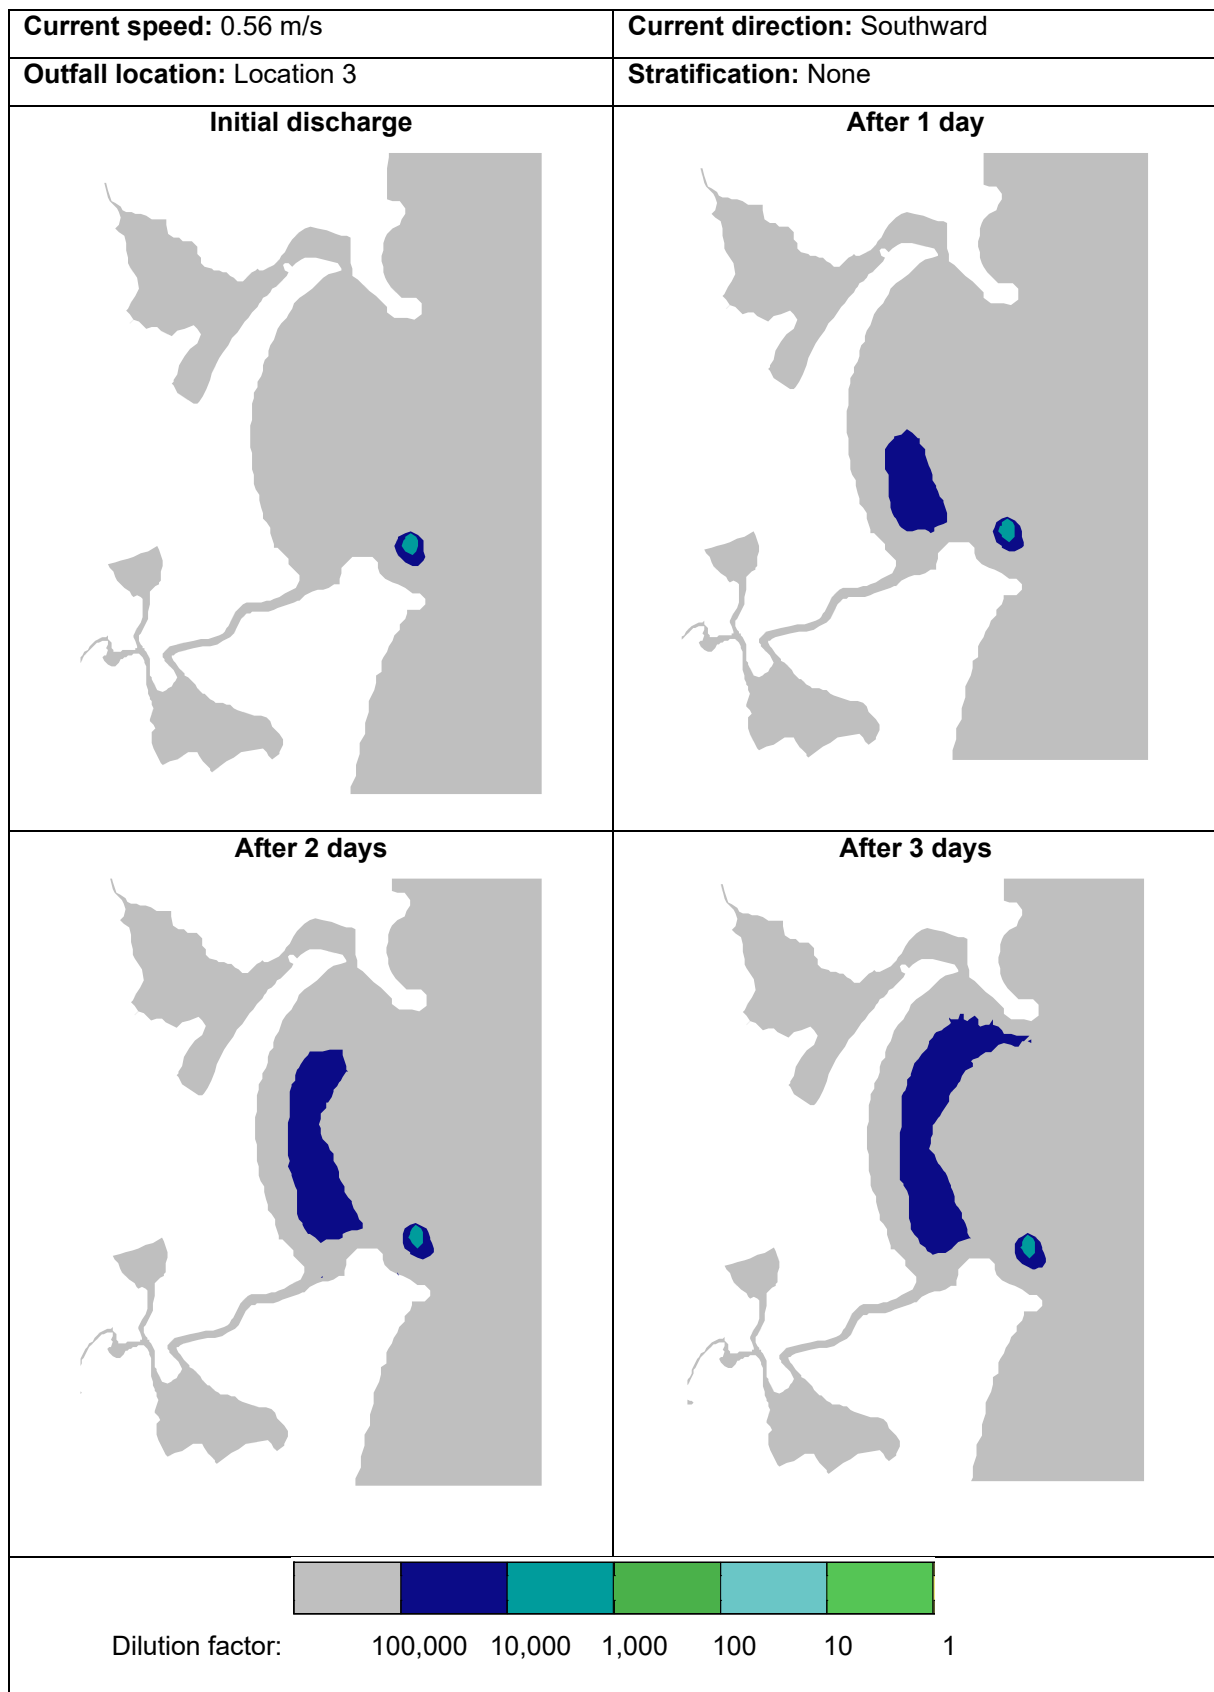 Current speed: 0.56 m/s
Current direction: Southward
Outfall location: Location 3
Stratification: None
Initial discharge
After 1 day
After 2 days
After 3 days
Dilution factor: 100,000 10,000 1,000 100 10 1